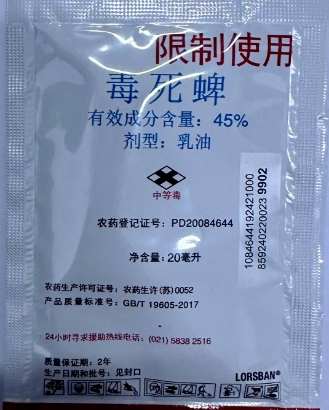 限制使用
毒死蜱
有效成分含量：45%
剂型：乳油
中等毒
农药登记证号：PD20084644
净含量：20毫升
农药生产许可证号：农药生许(苏)0052
产品质量标准号：GB/T 19605-2017
24小时寻求援助热线电话：(021) 5838 2516
质量保证期：2年
生产日期和批号：见封口
LORSBAN®
1084644192421000
859240220023 9902